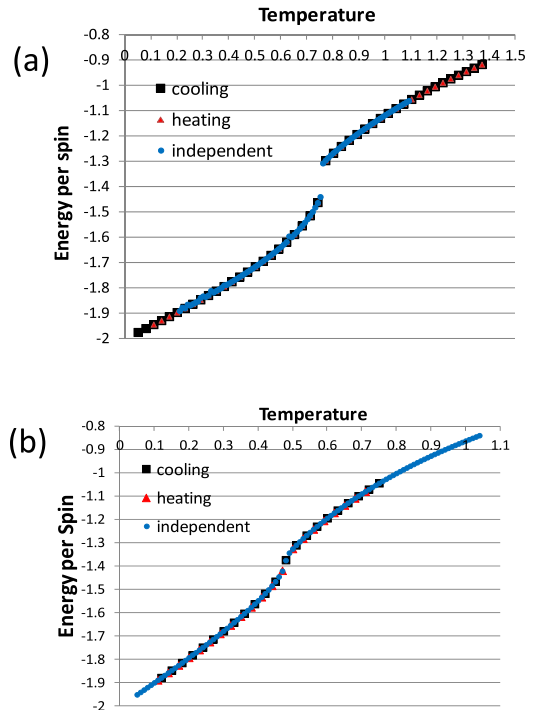 Temperature
(a)
-0.8
0 0.1 0.2 0.3 0.4 0.5 0.6 0.7 0.8 0.9 1 1.1 1.2 1.3 1.4 1.5
-0.9
-1
-1.1
-1.2
-1.3
-1.4
-1.5
-1.6
-1.7
-1.8
-1.9
-2
cooling
heating
independent
Energy per spin
Temperature
(b)
-0.8
0 0.1 0.2 0.3 0.4 0.5 0.6 0.7 0.8 0.9 1 1.1
-0.9
-1
-1.1
-1.2
-1.3
-1.4
-1.5
-1.6
-1.7
-1.8
-1.9
-2
cooling
heating
independent
Energy per Spin